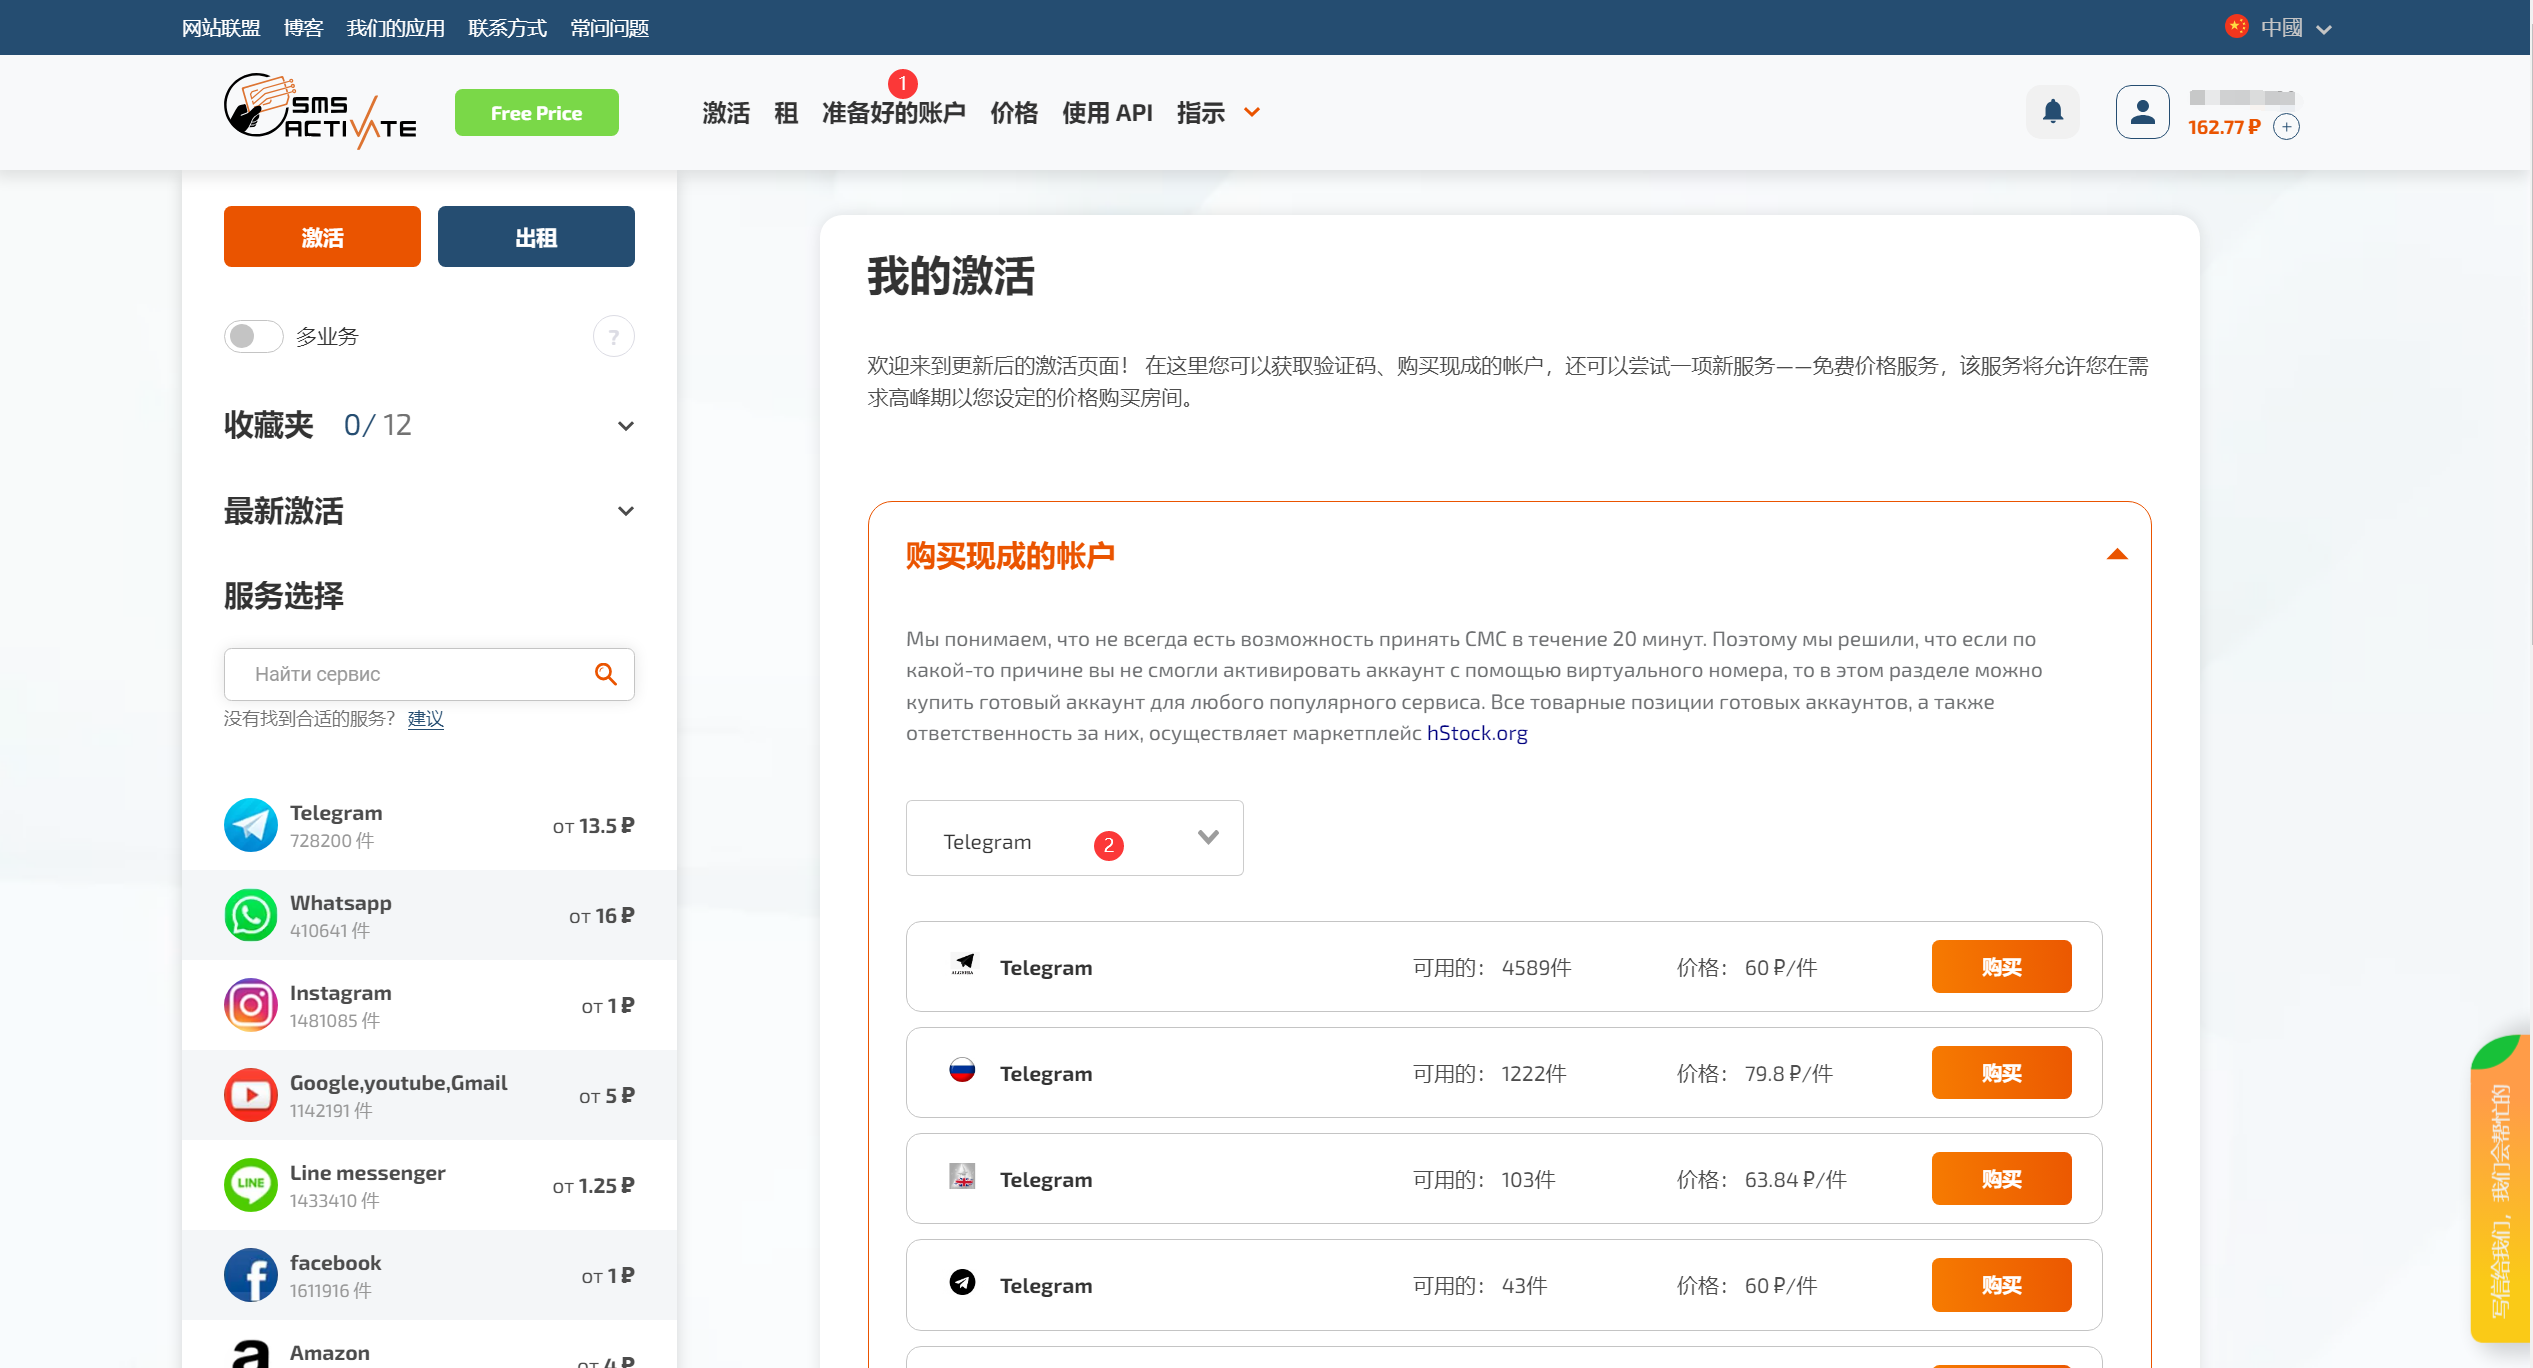 网站联盟 博客 我们的应用 联系方式 常问问题 中國
SMS ACTIVATE
Free Price
激活 租 准备好的账户 价格 使用 API 指示
1
162.77 ₽
激活 出租
多业务 ?
收藏夹 0/ 12
最新激活
服务选择
Найти сервис
没有找到合适的服务? 建议
Telegram
728200 件
от 13.5 ₽
Whatsapp
410641 件
от 16 ₽
Instagram
1481085 件
от 1 ₽
Google,youtube,Gmail
1142191 件
от 5 ₽
LINE
Line messenger
1433410 件
от 1.25 ₽
facebook
1611916 件
от 1 ₽
Amazon
от 4 ₽
我的激活
欢迎来到更新后的激活页面! 在这里您可以获取验证码、购买现成的帐户，还可以尝试一项新服务——免费价格服务，该服务将允许您在需
求高峰期以您设定的价格购买房间。
购买现成的帐户
Мы понимаем, что не всегда есть возможность принять СМС в течение 20 минут. Поэтому мы решили, что если по
какой-то причине вы не смогли активировать аккаунт с помощью виртуального номера, то в этом разделе можно
купить готовый аккаунт для любого популярного сервиса. Все товарные позиции готовых аккаунтов, а также
ответственность за них, осуществляет маркетплейс hStock.org
Telegram 2
Telegram 可用的: 4589件 价格: 60 ₽/件 购买
Telegram 可用的: 1222件 价格: 79.8 ₽/件 购买
Telegram 可用的: 103件 价格: 63.84 ₽/件 购买
Telegram 可用的: 43件 价格: 60 ₽/件 购买
写信给我们，我们会帮忙的